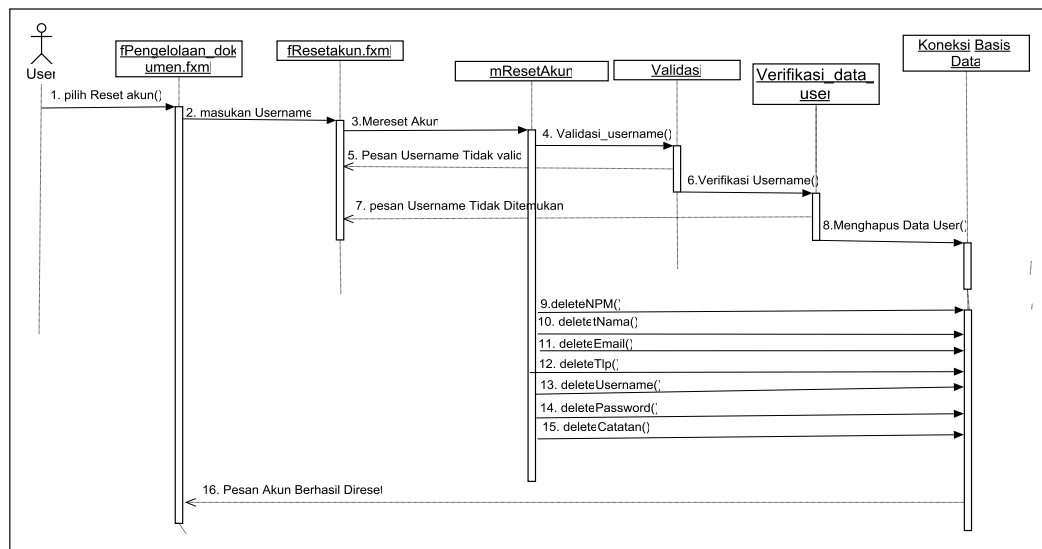 User
fPengelolaan_dok
umen.fxml
fResetakun.fxml
mResetAkun
Validasi
Verifikasi_data_
user
Koneksi Basis
Data
1. pilih Reset akun()
2. masukan Username
3.Mereset Akun
4. Validasi_username()
5. Pesan Username Tidak valid
6.Verifikasi Username()
7. pesan Username Tidak Ditemukan
8.Menghapus Data User()
9.deleteNPM()
10. deletetNama()
11. deleteEmail()
12. deleteTlp()
13. deleteUsername()
14. deletePassword()
15. deleteCatatan()
16. Pesan Akun Berhasil Direset